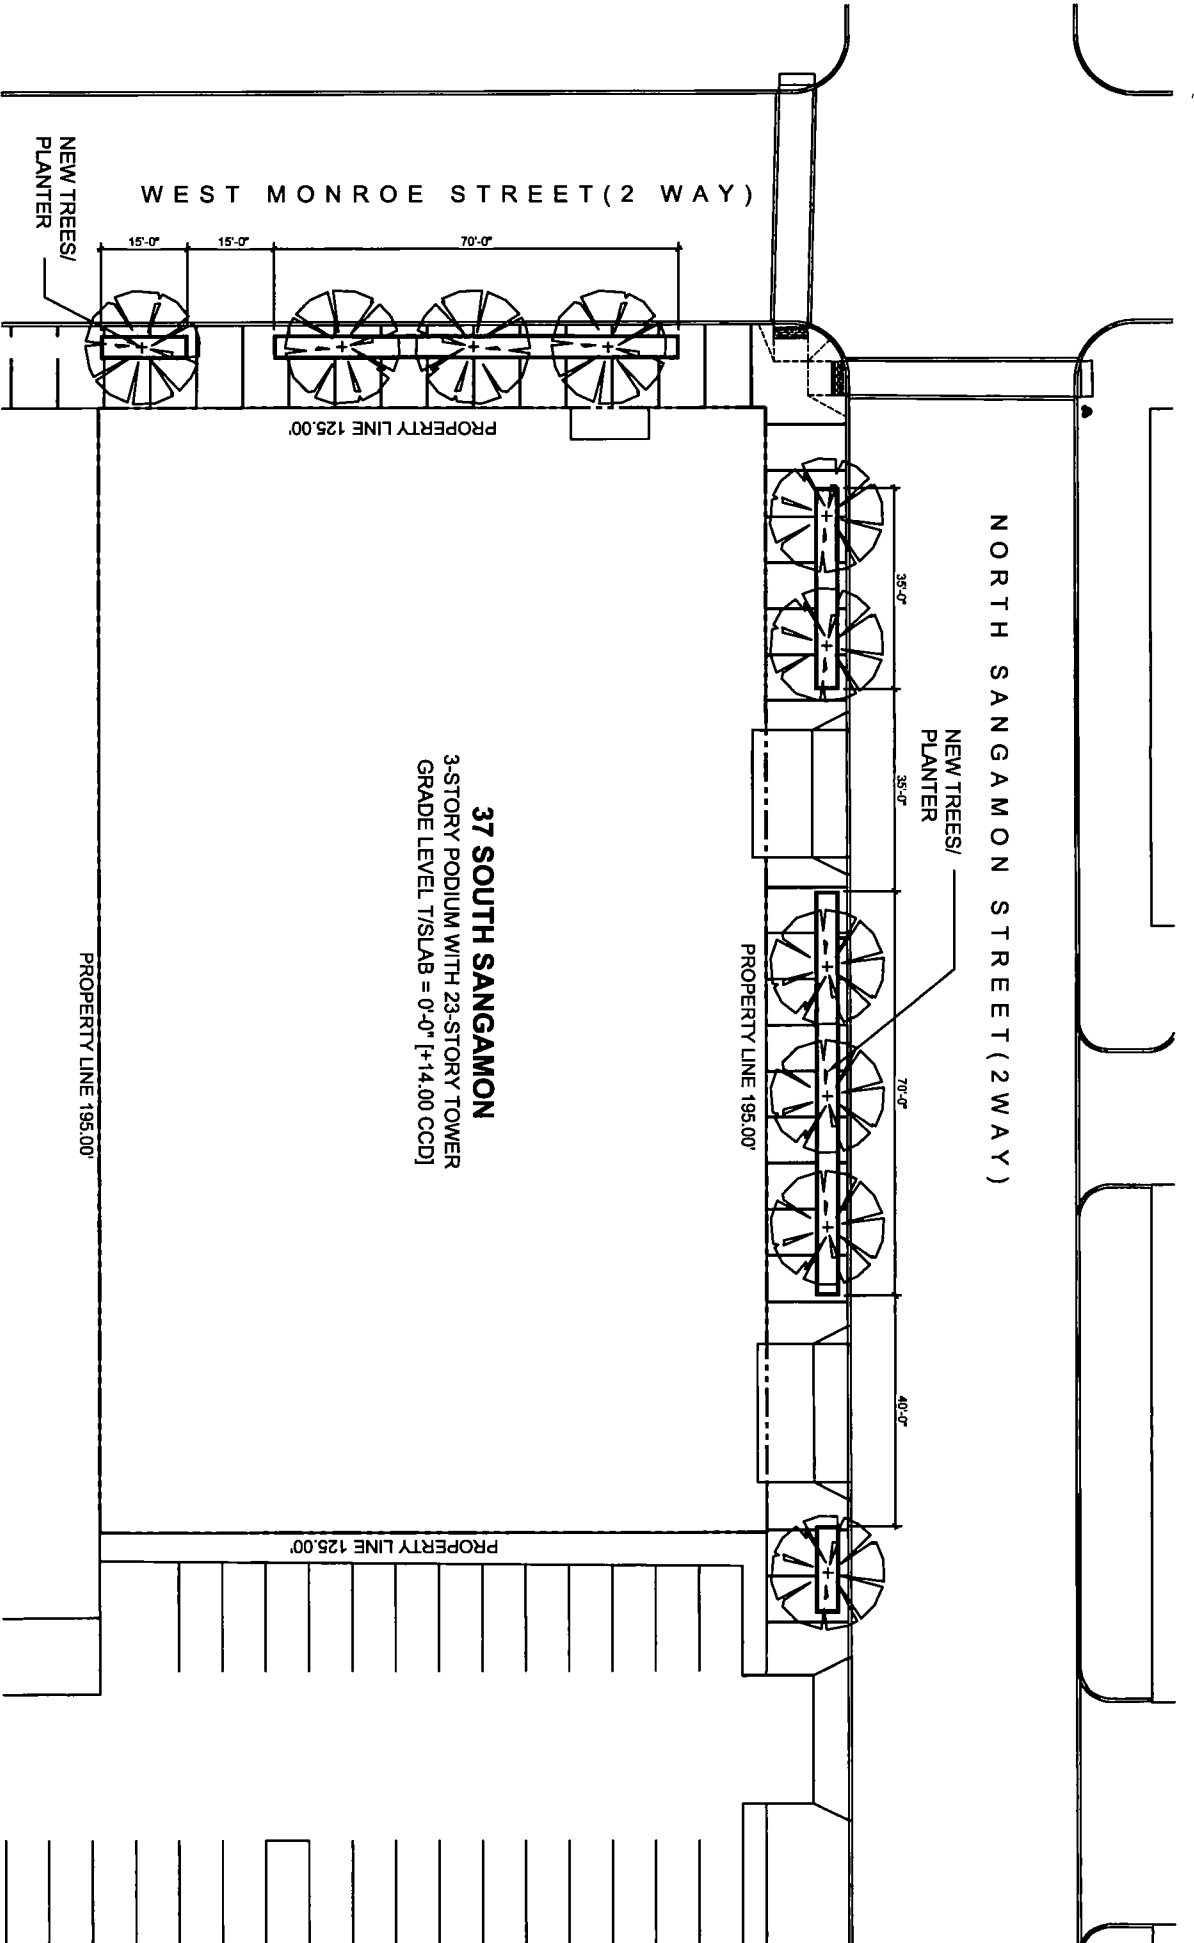 WEST MONROE STREET(2 WAY)
NEW TREES/
PLANTER
15'-0"
15'-0"
70'-0"
PROPERTY LINE 125.00'
NORTH SANGAMON STREET(2WAY)
35'-0"
35'-0"
70'-0"
40'-0"
NEW TREES/
PLANTER
PROPERTY LINE 195.00'
37 SOUTH SANGAMON
3-STORY PODIUM WITH 23-STORY TOWER
GRADE LEVEL T/SLAB = 0'-0" [+14.00 CCD]
PROPERTY LINE 195.00'
PROPERTY LINE 125.00'